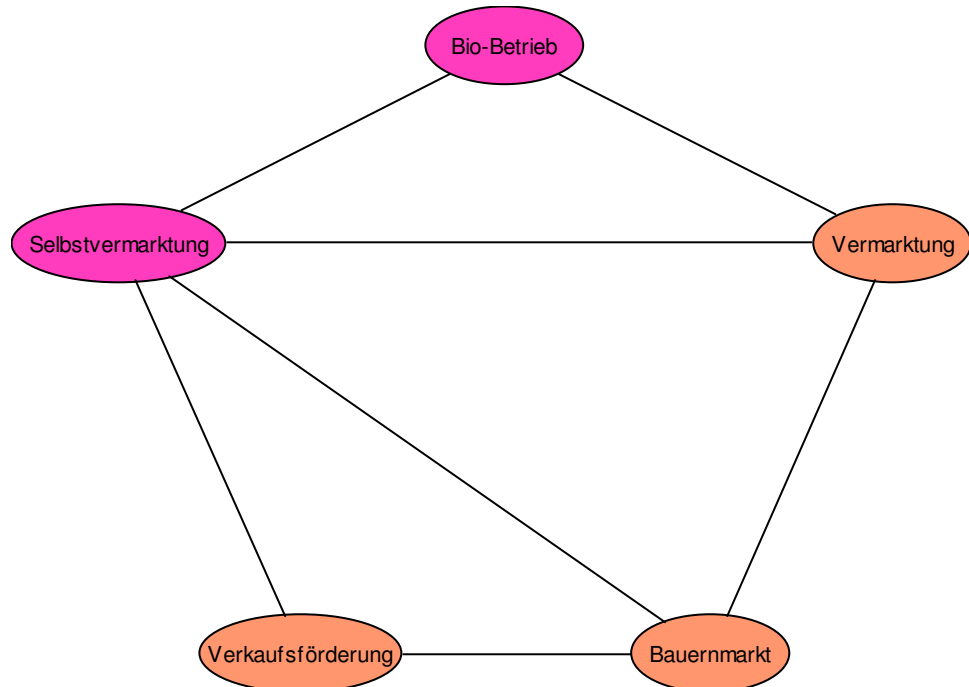 Bio-Betrieb
Selbstvermarktung
Vermarktung
Verkaufsförderung
Bauernmarkt